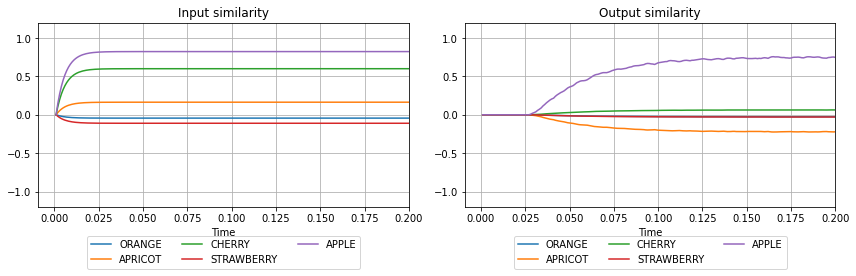 Input similarity
1.0
0.5
0.0
−0.5
−1.0
0.000 0.025 0.050 0.075 0.100 0.125 0.150 0.175 0.200
Time
ORANGE CHERRY APPLE
APRICOT STRAWBERRY
Output similarity
1.0
0.5
0.0
−0.5
−1.0
0.000 0.025 0.050 0.075 0.100 0.125 0.150 0.175 0.200
Time
ORANGE CHERRY APPLE
APRICOT STRAWBERRY